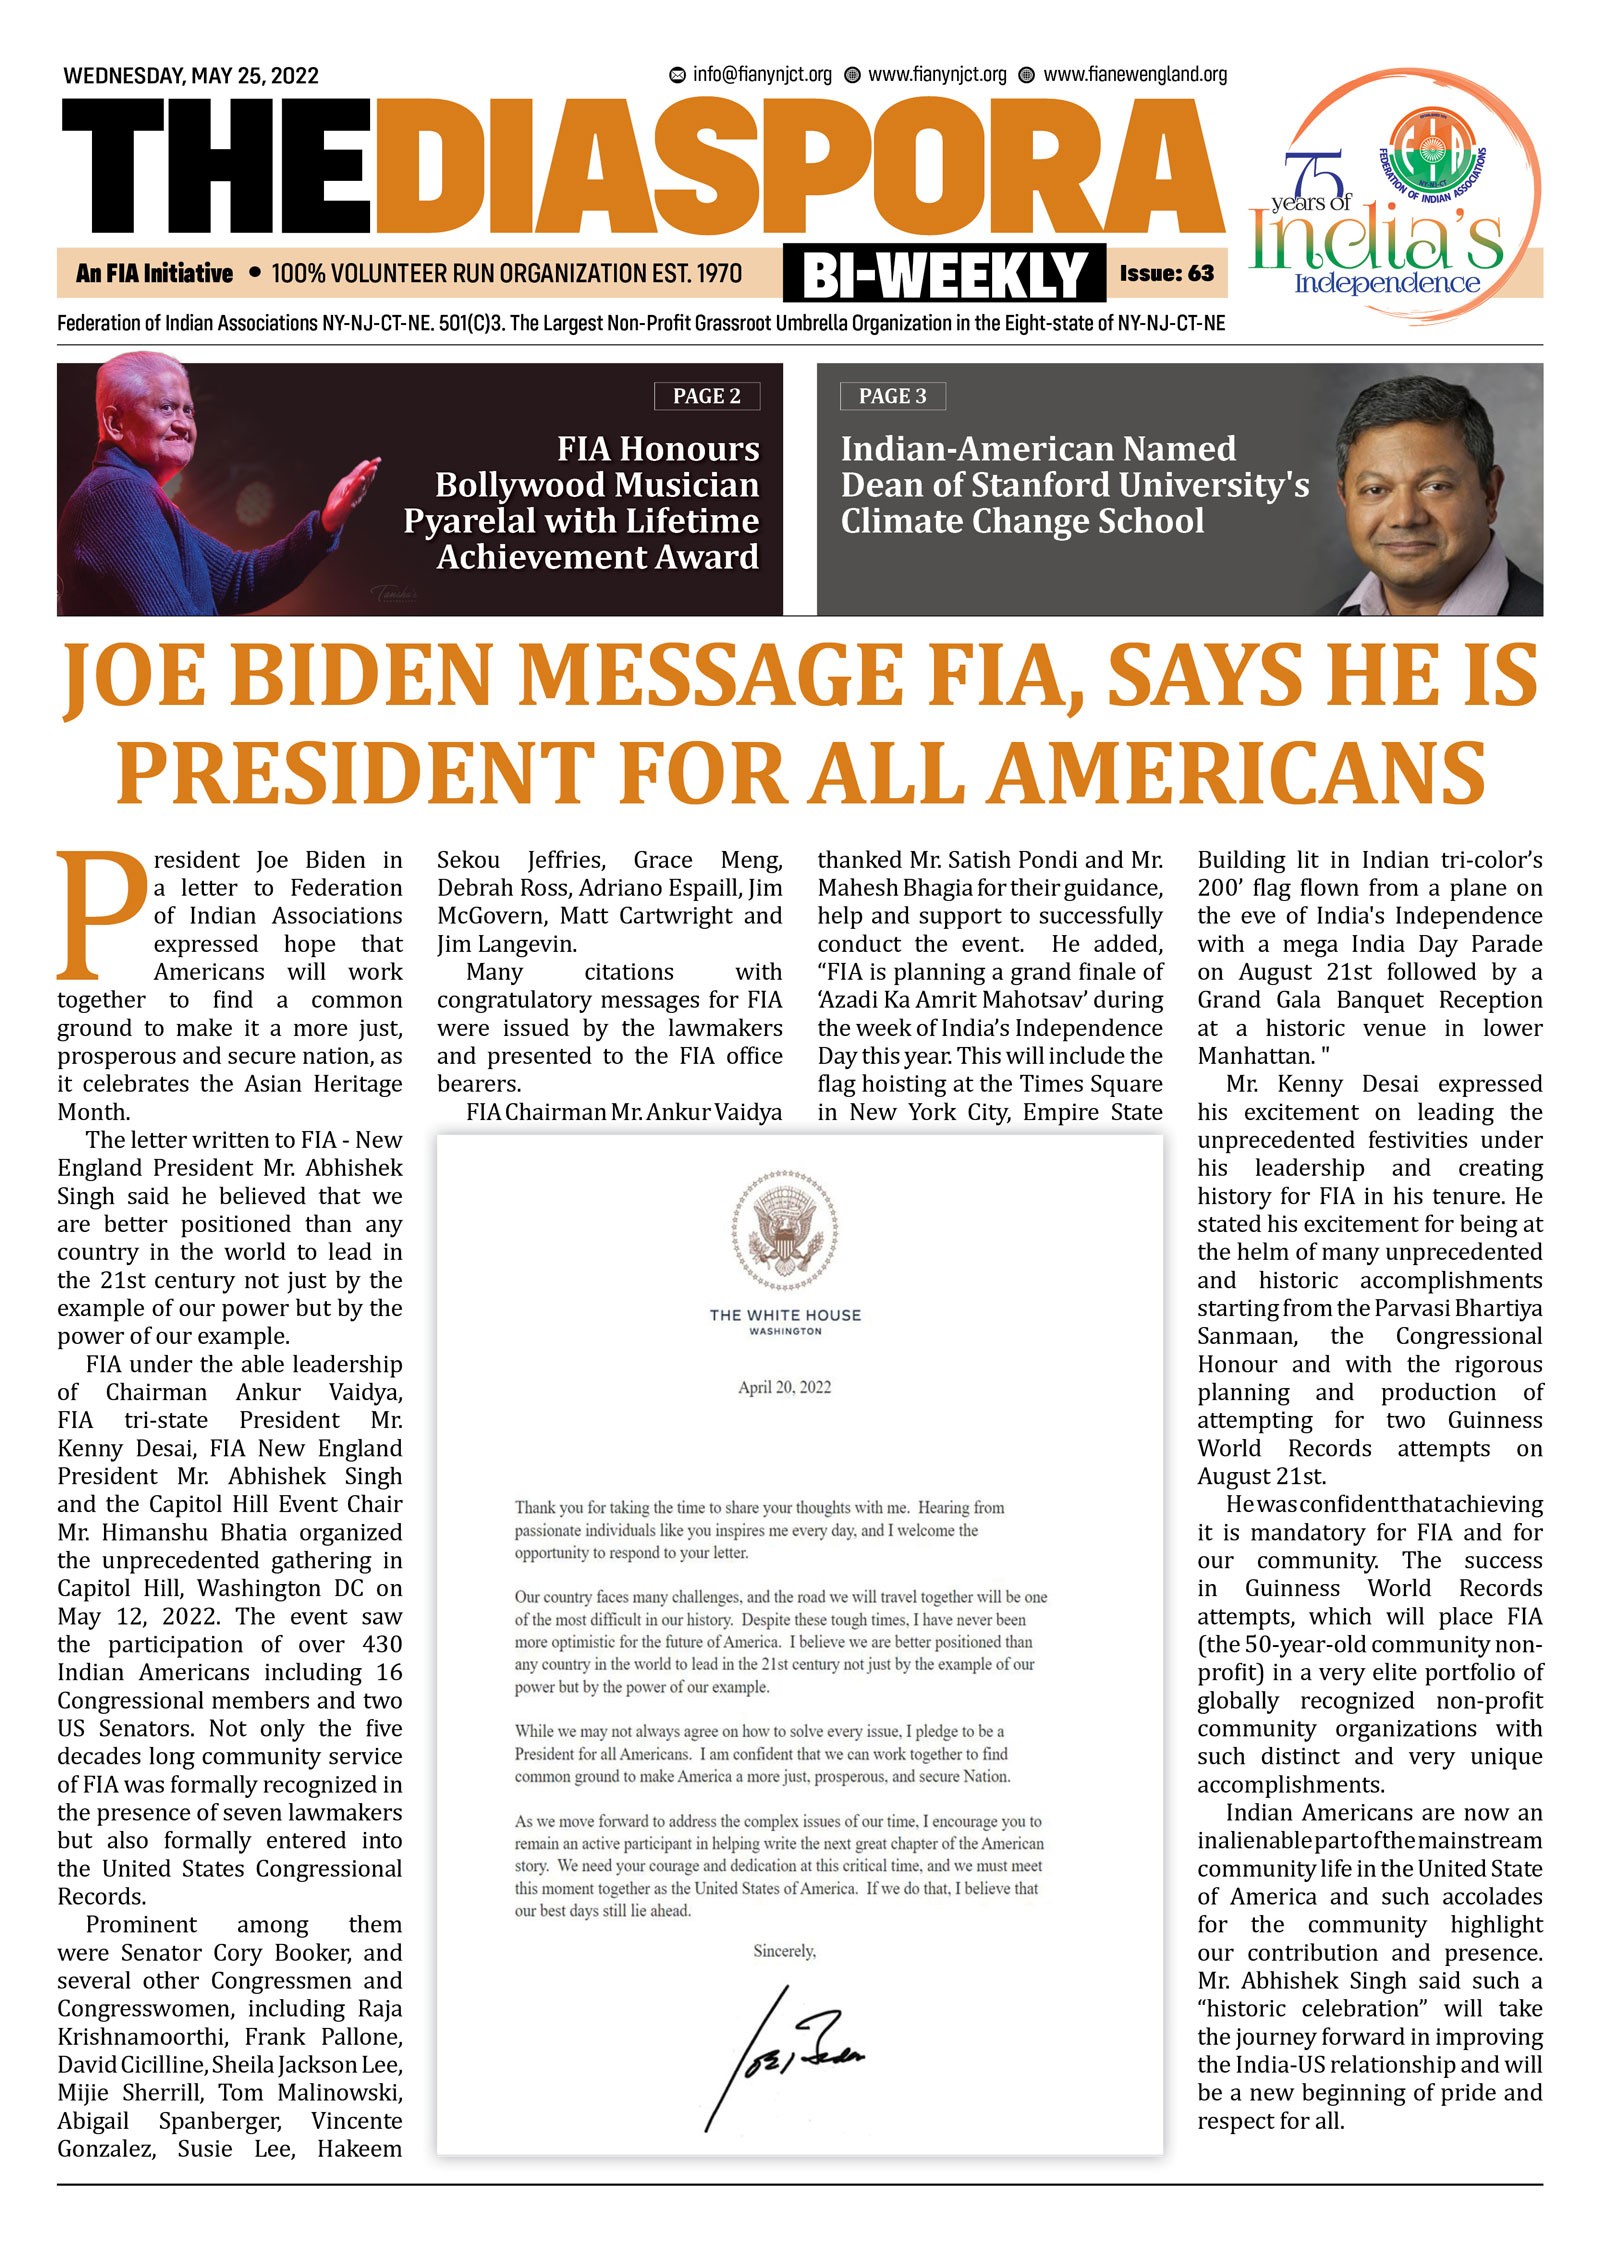 WEDNESDAY, MAY 25, 2022
info@fianynjct.org www.fianynjct.org www.fianewengland.org
THEDIASPORA
An FIA Initiative • 100% VOLUNTEER RUN ORGANIZATION EST. 1970
BI-WEEKLY
Issue: 63
Federation of Indian Associations NY-NJ-CT-NE. 501(C)3. The Largest Non-Profit Grassroot Umbrella Organization in the Eight-state of NY-NJ-CT-NE
75
years of
India's
Independence
FIA
NY-NJ-CT
FEDERATION OF INDIAN ASSOCIATIONS
PAGE 2
FIA Honours
Bollywood Musician
Pyarelal with Lifetime
Achievement Award
PAGE 3
Indian-American Named
Dean of Stanford University's
Climate Change School
JOE BIDEN MESSAGE FIA, SAYS HE IS
PRESIDENT FOR ALL AMERICANS
President Joe Biden in
a letter to Federation
of Indian Associations
expressed hope that
Americans will work
together to find a common
ground to make it a more just,
prosperous and secure nation, as
it celebrates the Asian Heritage
Month.
The letter written to FIA - New
England President Mr. Abhishek
Singh said he believed that we
are better positioned than any
country in the world to lead in
the 21st century not just by the
example of our power but by the
power of our example.
FIA under the able leadership
of Chairman Ankur Vaidya,
FIA tri-state President Mr.
Kenny Desai, FIA New England
President Mr. Abhishek Singh
and the Capitol Hill Event Chair
Mr. Himanshu Bhatia organized
the unprecedented gathering in
Capitol Hill, Washington DC on
May 12, 2022. The event saw
the participation of over 430
Indian Americans including 16
Congressional members and two
US Senators. Not only the five
decades long community service
of FIA was formally recognized in
the presence of seven lawmakers
but also formally entered into
the United States Congressional
Records.
Prominent among them
were Senator Cory Booker, and
several other Congressmen and
Congresswomen, including Raja
Krishnamoorthi, Frank Pallone,
David Cicilline, Sheila Jackson Lee,
Mijie Sherrill, Tom Malinowski,
Abigail Spanberger, Vincente
Gonzalez, Susie Lee, Hakeem
Sekou Jeffries, Grace Meng,
Debrah Ross, Adriano Espaill, Jim
McGovern, Matt Cartwright and
Jim Langevin.
Many citations with
congratulatory messages for FIA
were issued by the lawmakers
and presented to the FIA office
bearers.
FIA Chairman Mr. Ankur Vaidya
thanked Mr. Satish Pondi and Mr.
Mahesh Bhagia for their guidance,
help and support to successfully
conduct the event. He added,
“FIA is planning a grand finale of
‘Azadi Ka Amrit Mahotsav’ during
the week of India’s Independence
Day this year. This will include the
flag hoisting at the Times Square
in New York City, Empire State
Building lit in Indian tri-color’s
200’ flag flown from a plane on
the eve of India's Independence
with a mega India Day Parade
on August 21st followed by a
Grand Gala Banquet Reception
at a historic venue in lower
Manhattan. "
Mr. Kenny Desai expressed
his excitement on leading the
unprecedented festivities under
his leadership and creating
history for FIA in his tenure. He
stated his excitement for being at
the helm of many unprecedented
and historic accomplishments
starting from the Parvasi Bhartiya
Sanmaan, the Congressional
Honour and with the rigorous
planning and production of
attempting for two Guinness
World Records attempts on
August 21st.
He was confident that achieving
it is mandatory for FIA and for
our community. The success
in Guinness World Records
attempts, which will place FIA
(the 50-year-old community non-
profit) in a very elite portfolio of
globally recognized non-profit
community organizations with
such distinct and very unique
accomplishments.
Indian Americans are now an
inalienable part of the mainstream
community life in the United State
of America and such accolades
for the community highlight
our contribution and presence.
Mr. Abhishek Singh said such a
“historic celebration” will take
the journey forward in improving
the India-US relationship and will
be a new beginning of pride and
respect for all.
THE WHITE HOUSE
WASHINGTON
April 20, 2022
Thank you for taking the time to share your thoughts with me. Hearing from
passionate individuals like you inspires me every day, and I welcome the
opportunity to respond to your letter.
Our country faces many challenges, and the road we will travel together will be one
of the most difficult in our history. Despite these tough times, I have never been
more optimistic for the future of America. I believe we are better positioned than
any country in the world to lead in the 21st century not just by the example of our
power but by the power of our example.
While we may not always agree on how to solve every issue, I pledge to be a
President for all Americans. I am confident that we can work together to find
common ground to make America a more just, prosperous, and secure Nation.
As we move forward to address the complex issues of our time, I encourage you to
remain an active participant in helping write the next great chapter of the American
story. We need your courage and dedication at this critical time, and we must meet
this moment together as the United States of America. If we do that, I believe that
our best days still lie ahead.
Sincerely,